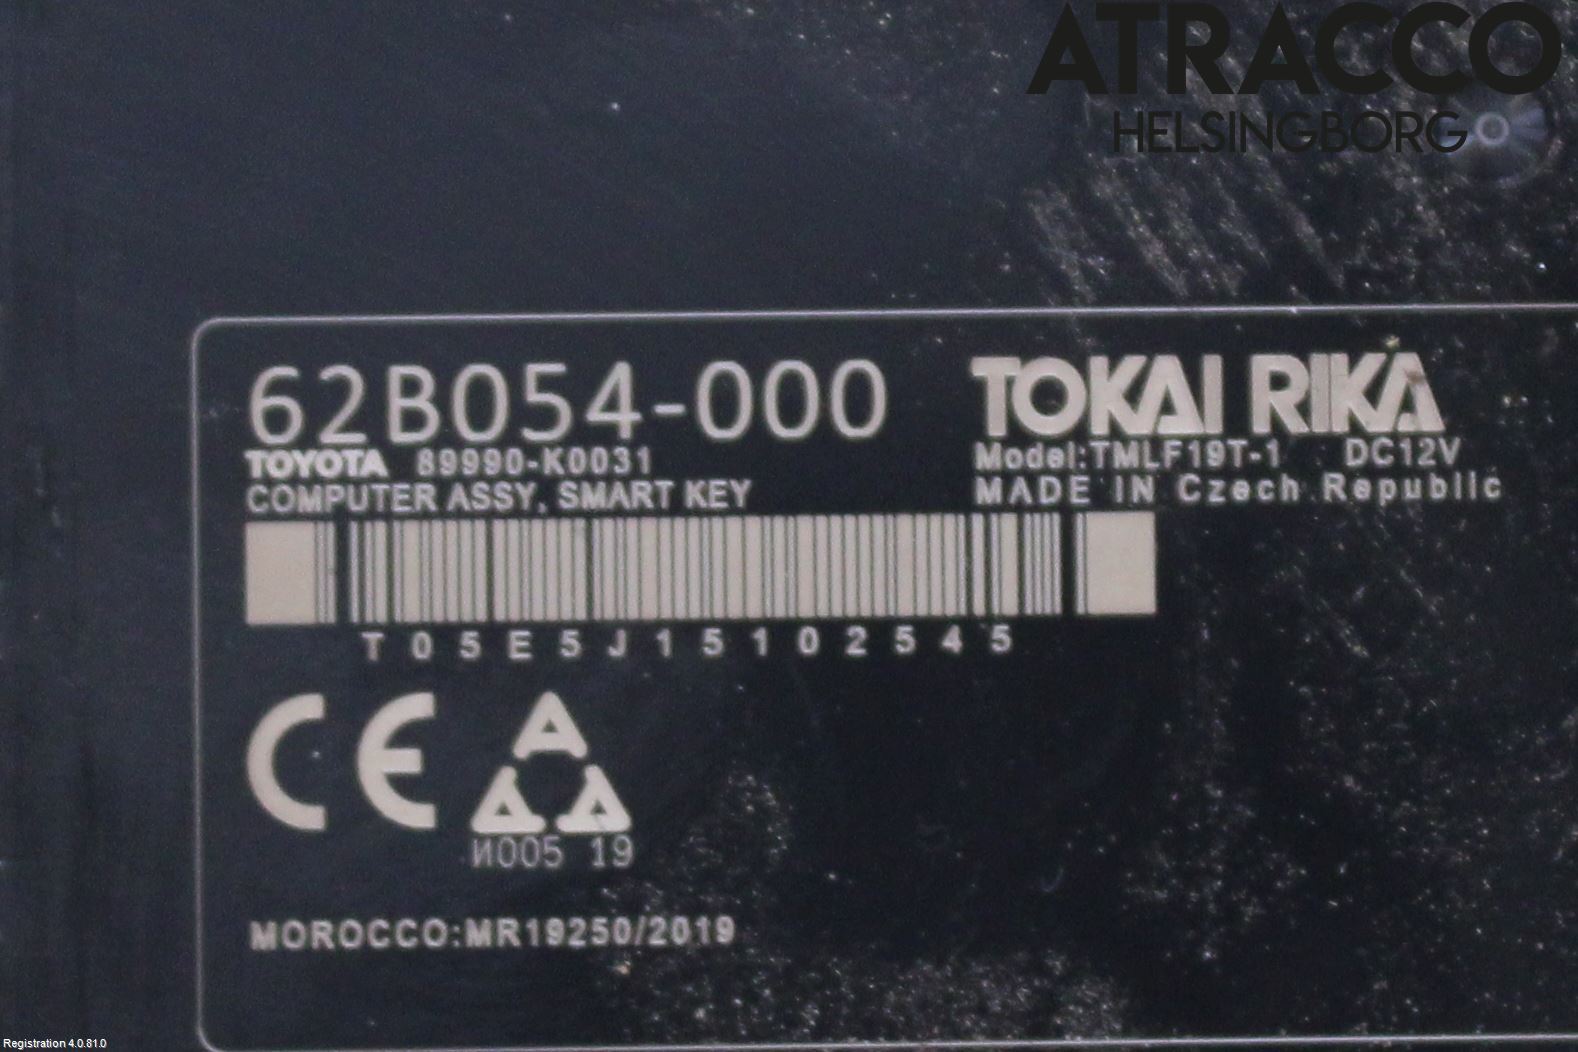 ATRACCO
HELSINGBORG
62B054-000
TOKAI RIKA
TOYOTA 89990-K0031
Model:TMLF19T-1 DC12V
COMPUTER ASSY, SMART KEY
MADE IN Czech Republic
T05E5J15102545
CE
AAA
И005 19
MOROCCO:MR19250/2019
Registration 4.0.81.0